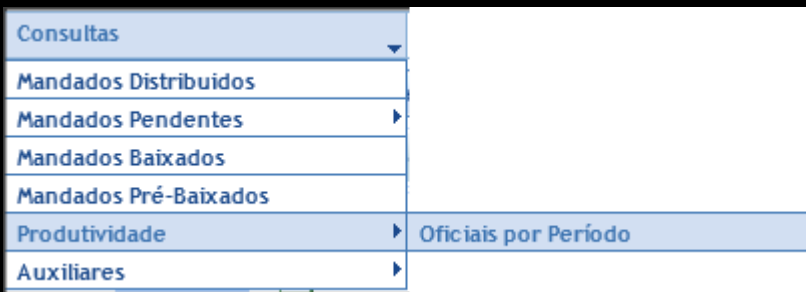 Consultas
Mandados Distribuidos
Mandados Pendentes
Mandados Baixados
Mandados Pré-Baixados
Produtividade
Oficiais por Período
Auxiliares